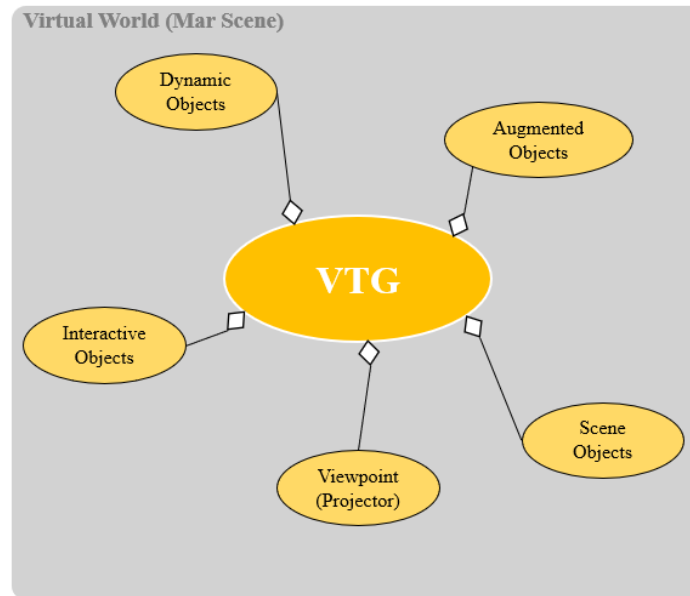 Virtual World (Mar Scene)
Dynamic
Objects
Augmented
Objects
VTG
Interactive
Objects
Scene
Objects
Viewpoint
(Projector)